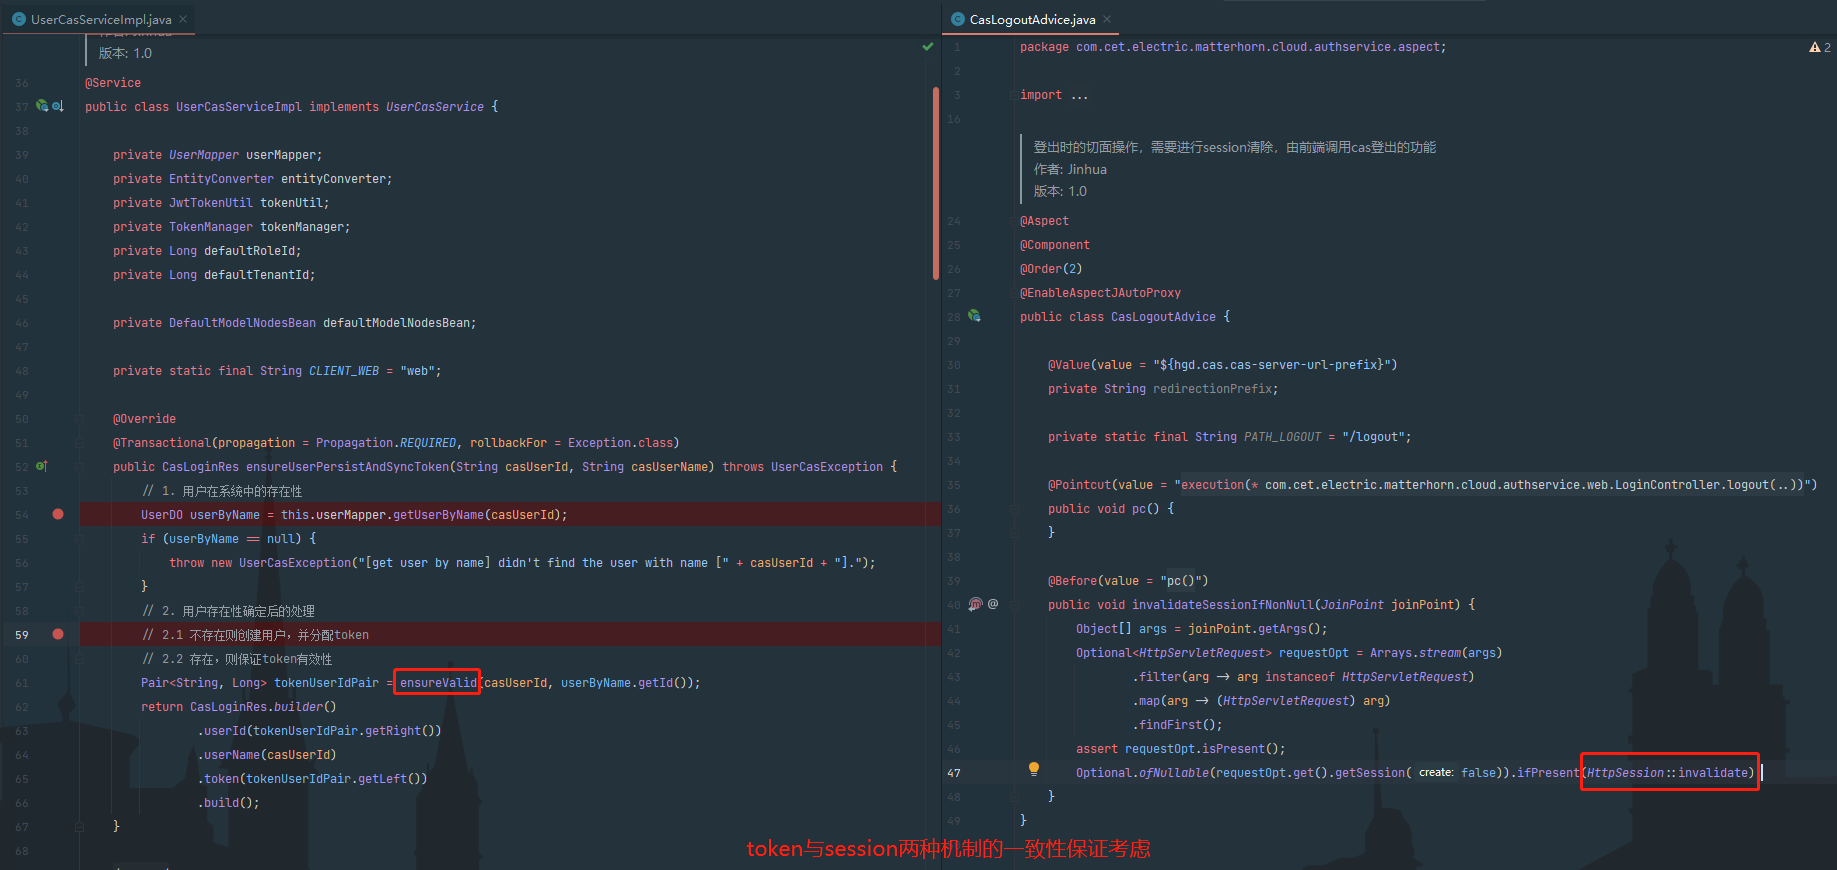 UserCasServiceImpl.java
版本: 1.0
36 @Service
37 public class UserCasServiceImpl implements UserCasService {
38
39 private UserMapper userMapper;
40 private EntityConverter entityConverter;
41 private JwtTokenUtil tokenUtil;
42 private TokenManager tokenManager;
43 private Long defaultRoleId;
44 private Long defaultTenantId;
45
46 private DefaultModelNodesBean defaultModelNodesBean;
47
48 private static final String CLIENT_WEB = "web";
49
50 @Override
51 @Transactional(propagation = Propagation.REQUIRED, rollbackFor = Exception.class)
52 public CasLoginRes ensureUserPersistAndSyncToken(String casUserId, String casUserName) throws UserCasException {
53 // 1. 用户在系统中的存在性
54 UserDO userByName = this.userMapper.getUserByName(casUserId);
55 if (userByName == null) {
56 throw new UserCasException("[get user by name] didn't find the user with name [" + casUserId + "].");
57 }
58 // 2. 用户存在性确定后的处理
59 // 2.1 不存在则创建用户，并分配token
60 // 2.2 存在，则保证token有效性
61 Pair<String, Long> tokenUserIdPair = ensureValid(casUserId, userByName.getId());
62 return CasLoginRes.builder()
63 .userId(tokenUserIdPair.getRight())
64 .userName(casUserId)
65 .token(tokenUserIdPair.getLeft())
66 .build();
67 }
68
CasLogoutAdvice.java
1 package com.cet.electric.matterhorn.cloud.authservice.aspect;
2
2
3 import ...
16
登出时的切面操作，需要进行session清除，由前端调用cas登出的功能
作者: Jinhua
版本: 1.0
24 @Aspect
25 @Component
26 @Order(2)
27 @EnableAspectJAutoProxy
28 public class CasLogoutAdvice {
29
30 @Value(value = "${hgd.cas.cas-server-url-prefix}")
31 private String redirectionPrefix;
32
33 private static final String PATH_LOGOUT = "/logout";
34
35 @Pointcut(value = "execution(* com.cet.electric.matterhorn.cloud.authservice.web.LoginController.logout(..))")
36 public void pc() {
37 }
38
39 @Before(value = "pc()")
40 @ public void invalidateSessionIfNonNull(JoinPoint joinPoint) {
41 Object[] args = joinPoint.getArgs();
42 Optional<HttpServletRequest> requestOpt = Arrays.stream(args)
43 .filter(arg -> arg instanceof HttpServletRequest)
44 .map(arg -> (HttpServletRequest) arg)
45 .findFirst();
46 assert requestOpt.isPresent();
47 Optional.ofNullable(requestOpt.get().getSession( create: false)).ifPresent(HttpSession::invalidate)
48 }
49 }
token与session两种机制的一致性保证考虑